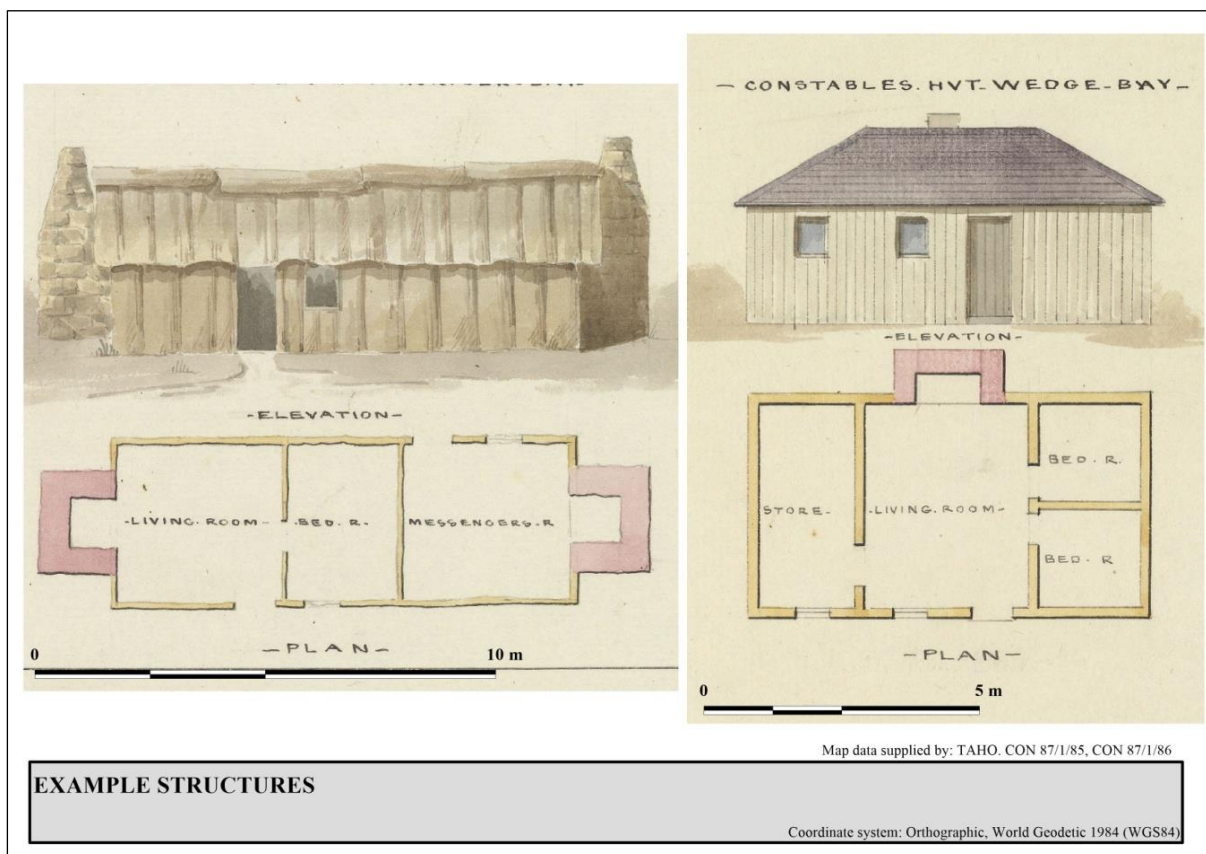 -ELEVATION-
-LIVING.ROOM-
-BED.R.
MESSENGERS.R
-PLAN-
0
10 m
-CONSTABLES.HVT-WEDGE-BAY-
-ELEVATION-
STORE-
-LIVING.ROOM-
BED.R.
BED.R
-PLAN-
0
5 m
Map data supplied by: TAHO. CON 87/1/85, CON 87/1/86
EXAMPLE STRUCTURES
Coordinate system: Orthographic, World Geodetic 1984 (WGS84)